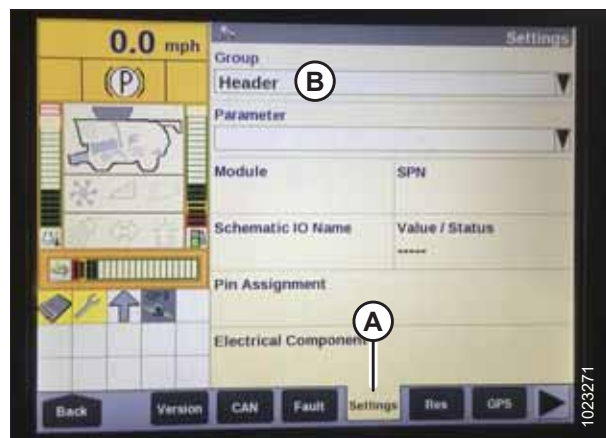 0.0 mph
(P)
Settings
Group
Header
B
Parameter
Module
SPN
Schematic IO Name
Value / Status
-----
Pin Assignment
A
Electrical Component
Back
Version
CAN
Fault
Settings
Res
GPS
1023271